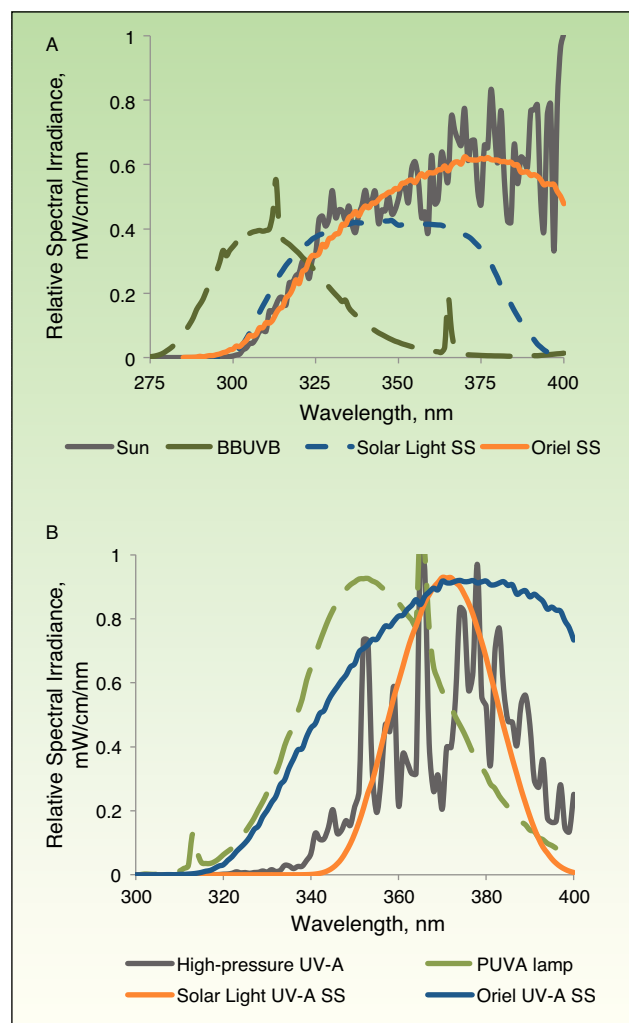 A
Relative Spectral Irradiance,
mW/cm/nm
1
0.8
0.6
0.4
0.2
0
275 300 325 350 375 400
Wavelength, nm
Sun BBUVB Solar Light SS Oriel SS
B
Relative Spectral Irradiance,
mW/cm/nm
1
0.8
0.6
0.4
0.2
0
300 320 340 360 380 400
Wavelength, nm
High-pressure UV-A PUVA lamp
Solar Light UV-A SS Oriel UV-A SS